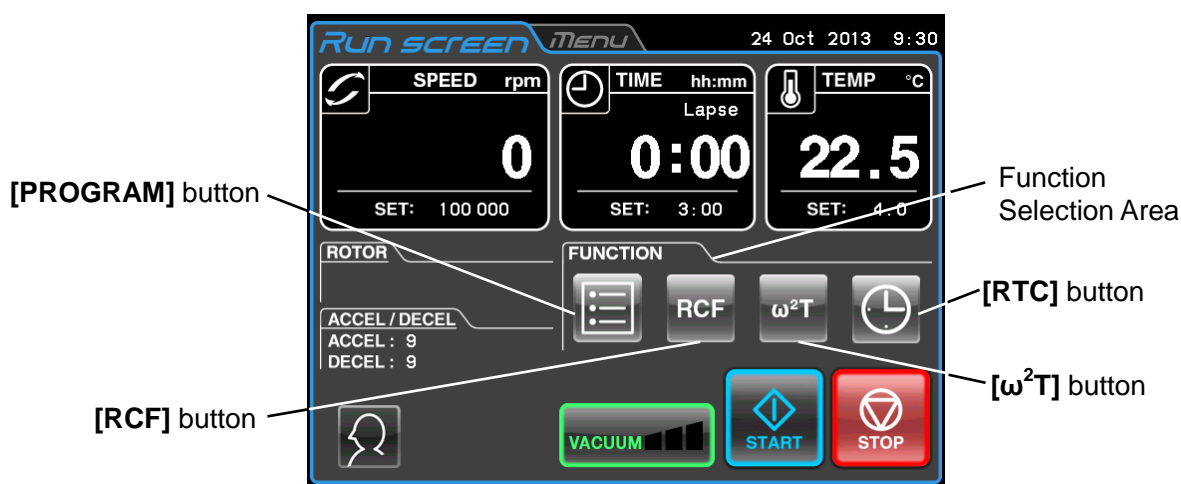 Run screen Menu 24 Oct 2013 9:30
SPEED rpm
0
SET: 100 000
TIME hh:mm
Lapse
0:00
SET: 3:00
TEMP °C
22.5
SET: 4.0
[PROGRAM] button
Function
Selection Area
ROTOR
FUNCTION
RCF
ω²T
[RTC] button
ACCEL / DECEL
ACCEL : 9
DECEL : 9
[ω²T] button
[RCF] button
VACUUM
START
STOP